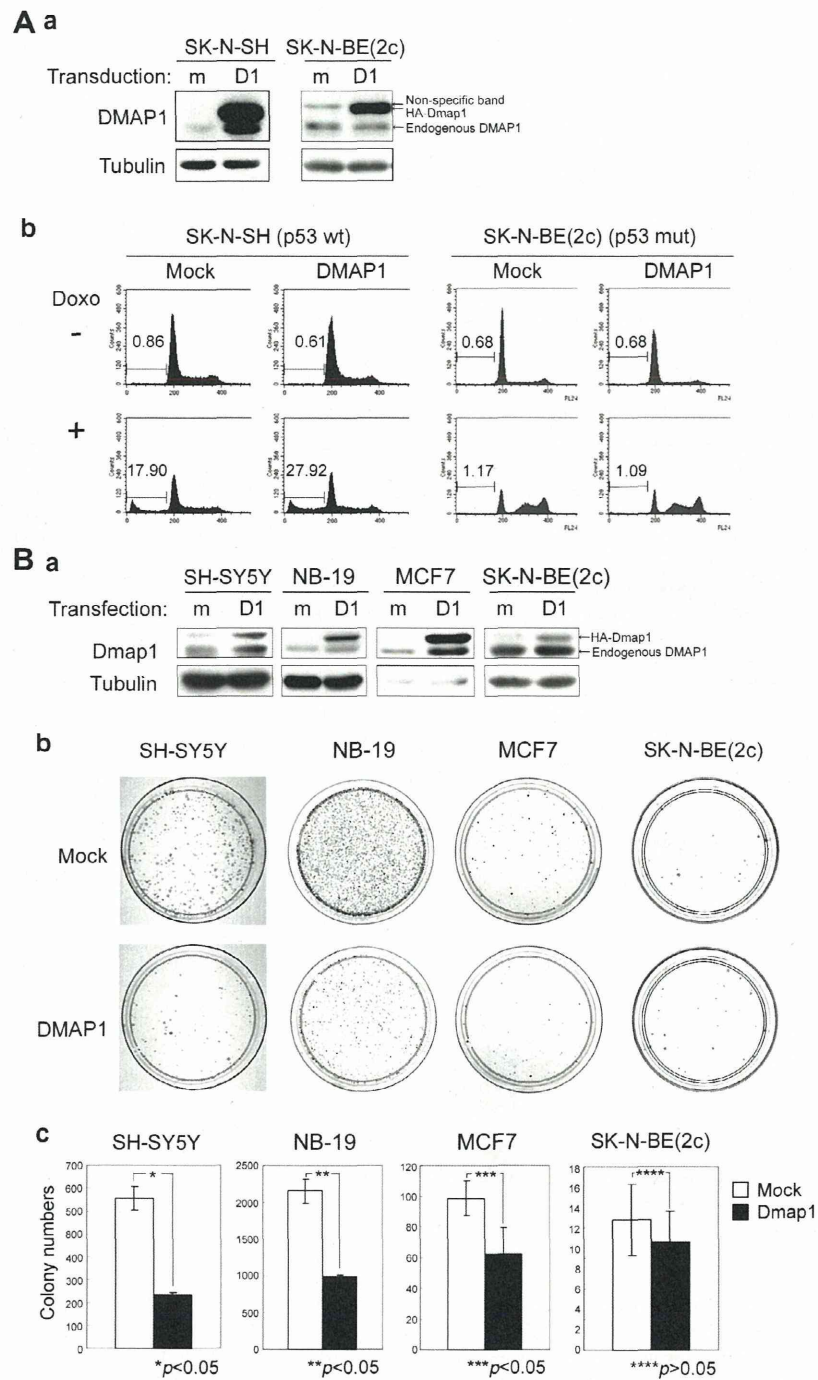 A a
SK-N-SH SK-N-BE(2c)
Transduction: m D1 m D1
DMAP1
Non-specific band
HA-Dmap1
Endogenous DMAP1
Tubulin
b
SK-N-SH (p53 wt) SK-N-BE(2c) (p53 mut)
Mock DMAP1 Mock DMAP1
Doxo
-
0.86 0.61 0.68 0.68
+
17.90 27.92 1.17 1.09
B a
SH-SY5Y NB-19 MCF7 SK-N-BE(2c)
Transfection: m D1 m D1 m D1 m D1
Dmap1
HA-Dmap1
Endogenous DMAP1
Tubulin
b
SH-SY5Y NB-19 MCF7 SK-N-BE(2c)
Mock
DMAP1
c
SH-SY5Y NB-19 MCF7 SK-N-BE(2c)
Colony numbers
700 2500 120 18
* ** *** ****
Mock
Dmap1
*p<0.05 **p<0.05 ***p<0.05 ****p>0.05